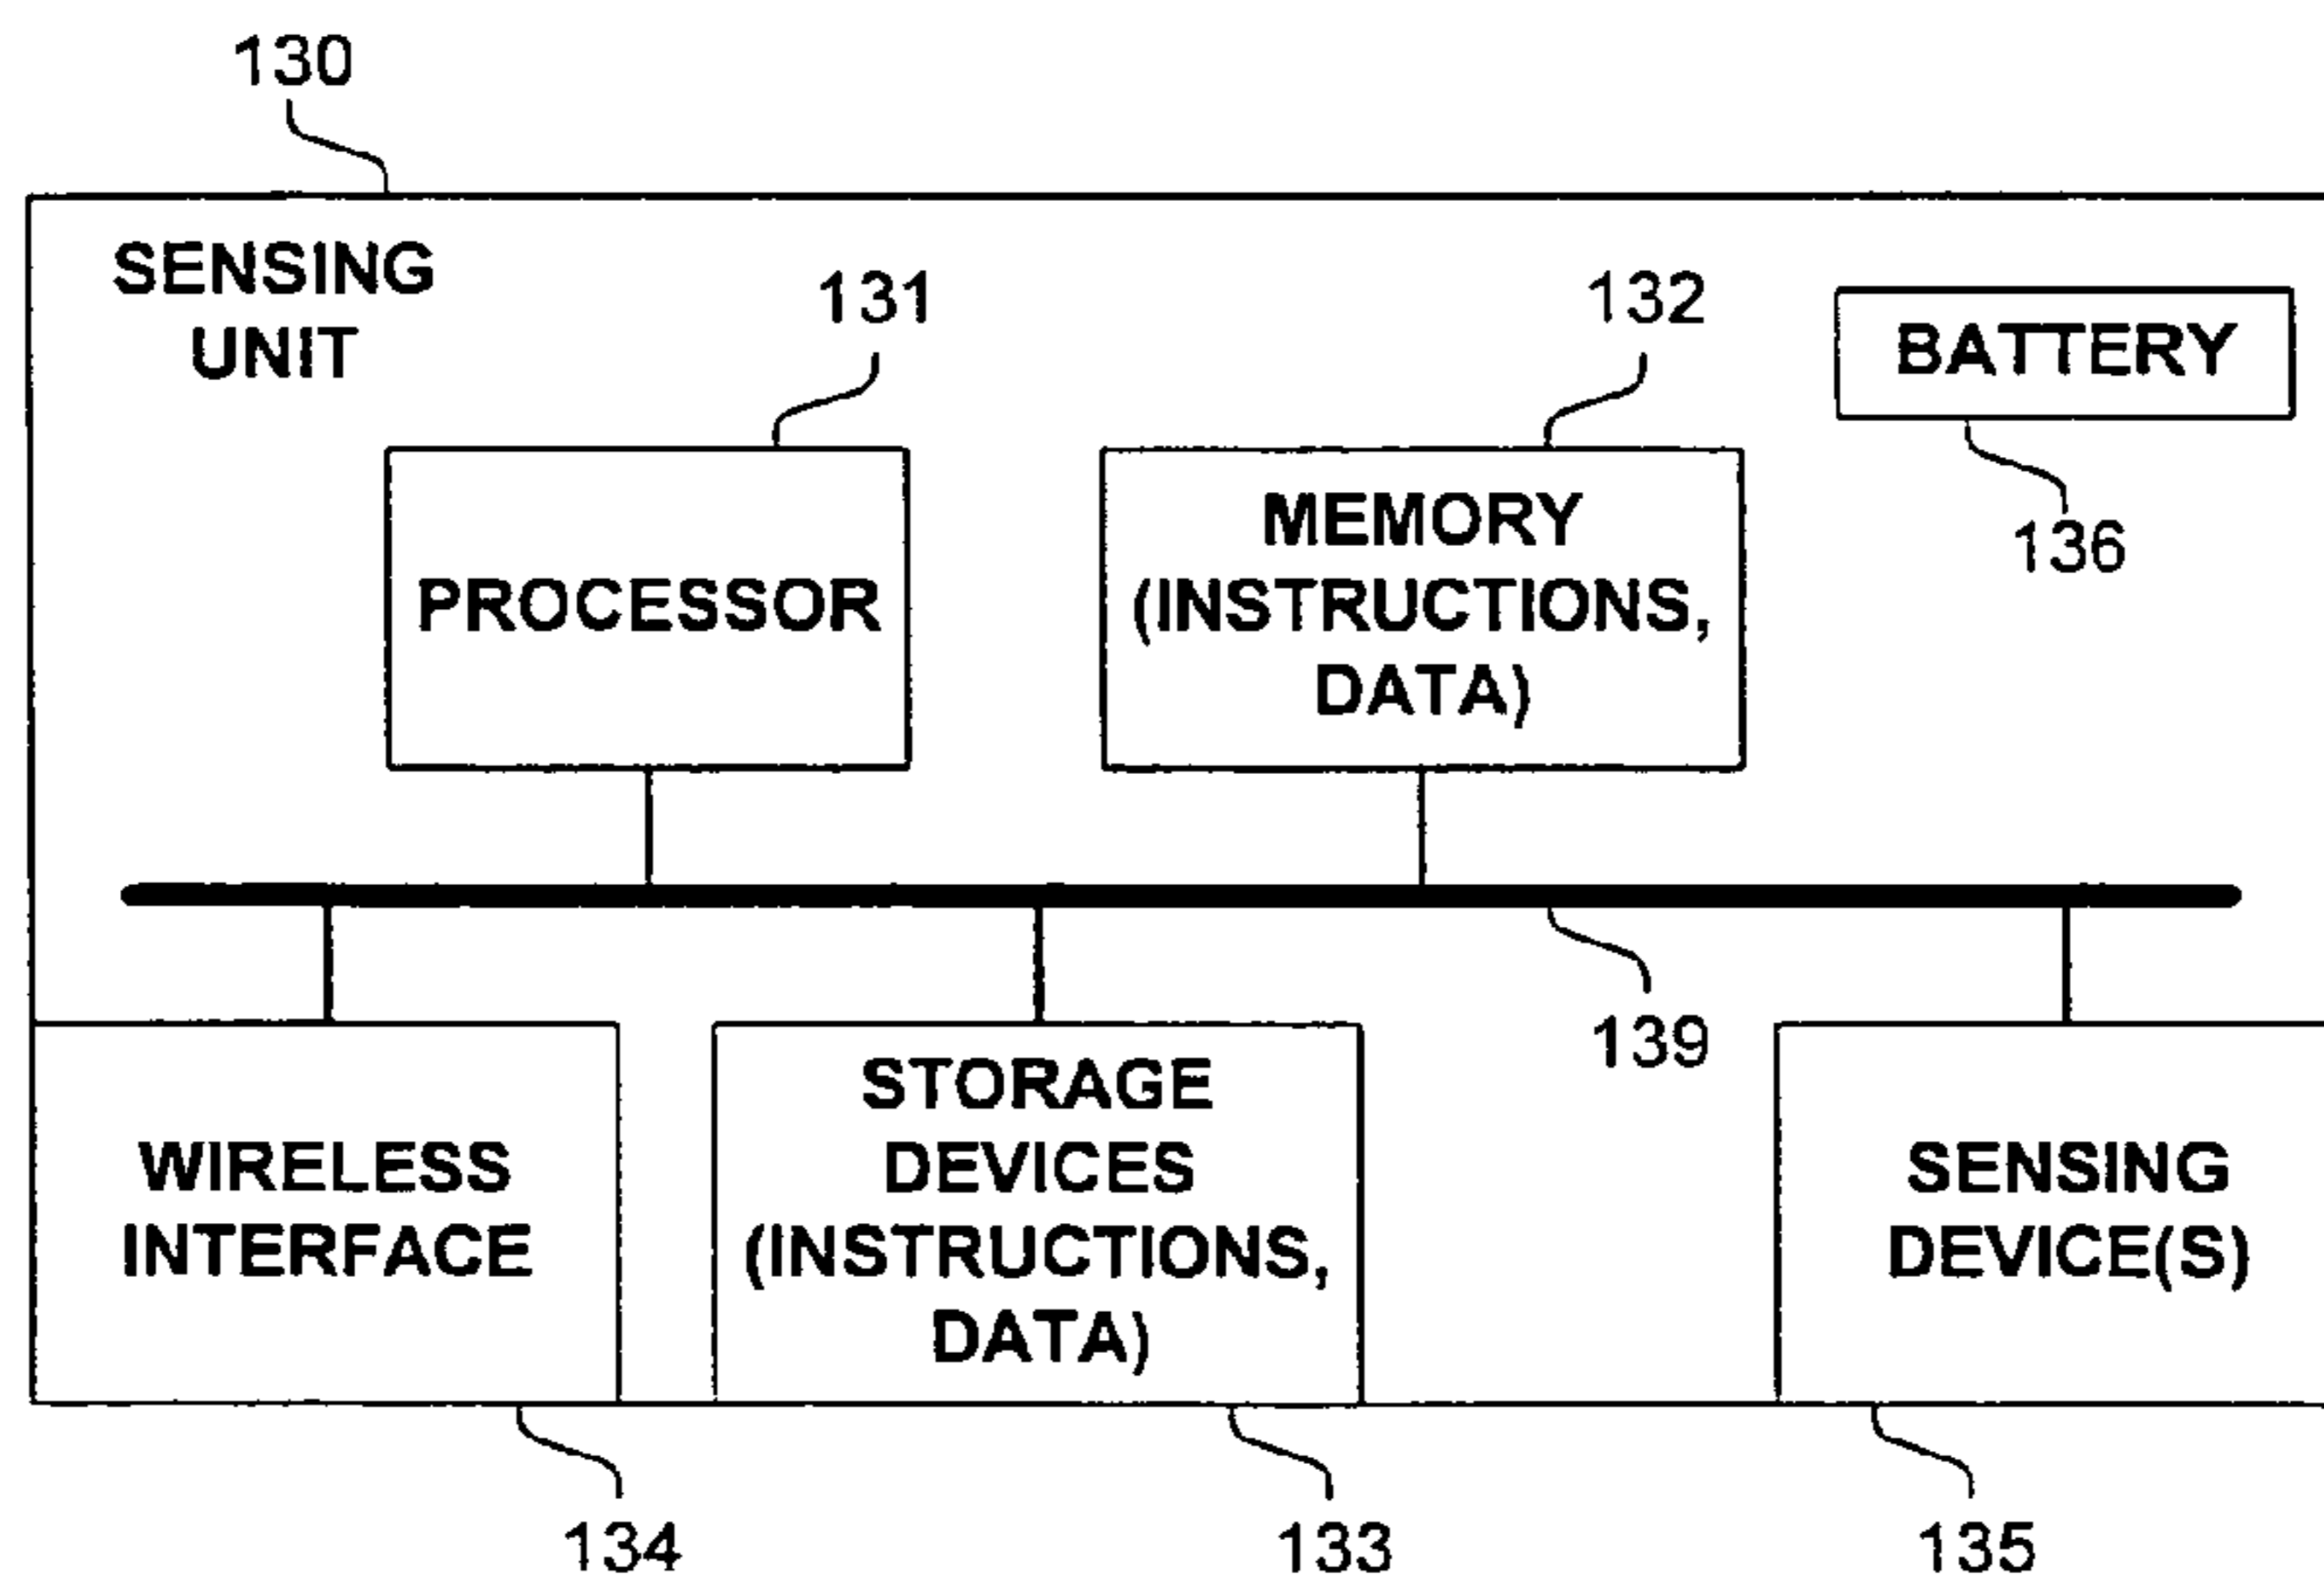 130
SENSING
UNIT
131
132
BATTERY
136
PROCESSOR
MEMORY
(INSTRUCTIONS,
DATA)
139
WIRELESS
INTERFACE
STORAGE
DEVICES
(INSTRUCTIONS,
DATA)
SENSING
DEVICE(S)
134
133
135